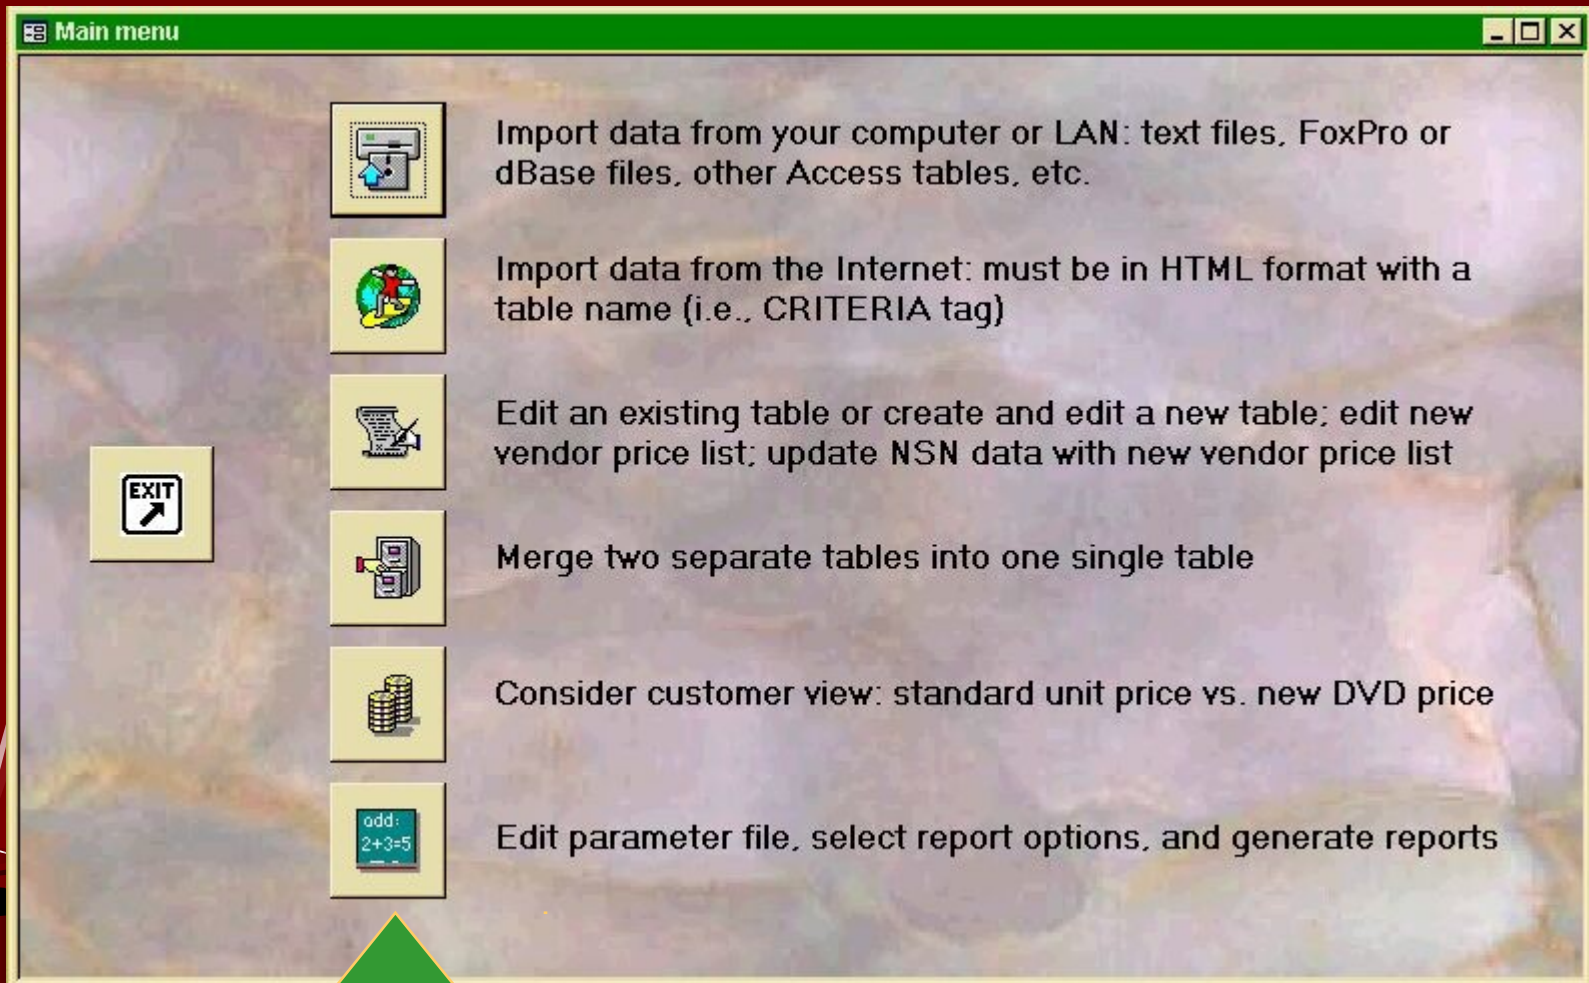 Main menu
Import data from your computer or LAN: text files, FoxPro or
dBase files, other Access tables, etc.
Import data from the Internet: must be in HTML format with a
table name (i.e., CRITERIA tag)
Edit an existing table or create and edit a new table; edit new
vendor price list; update NSN data with new vendor price list
EXIT
Merge two separate tables into one single table
Consider customer view: standard unit price vs. new DVD price
add:
2+3=5
Edit parameter file, select report options, and generate reports